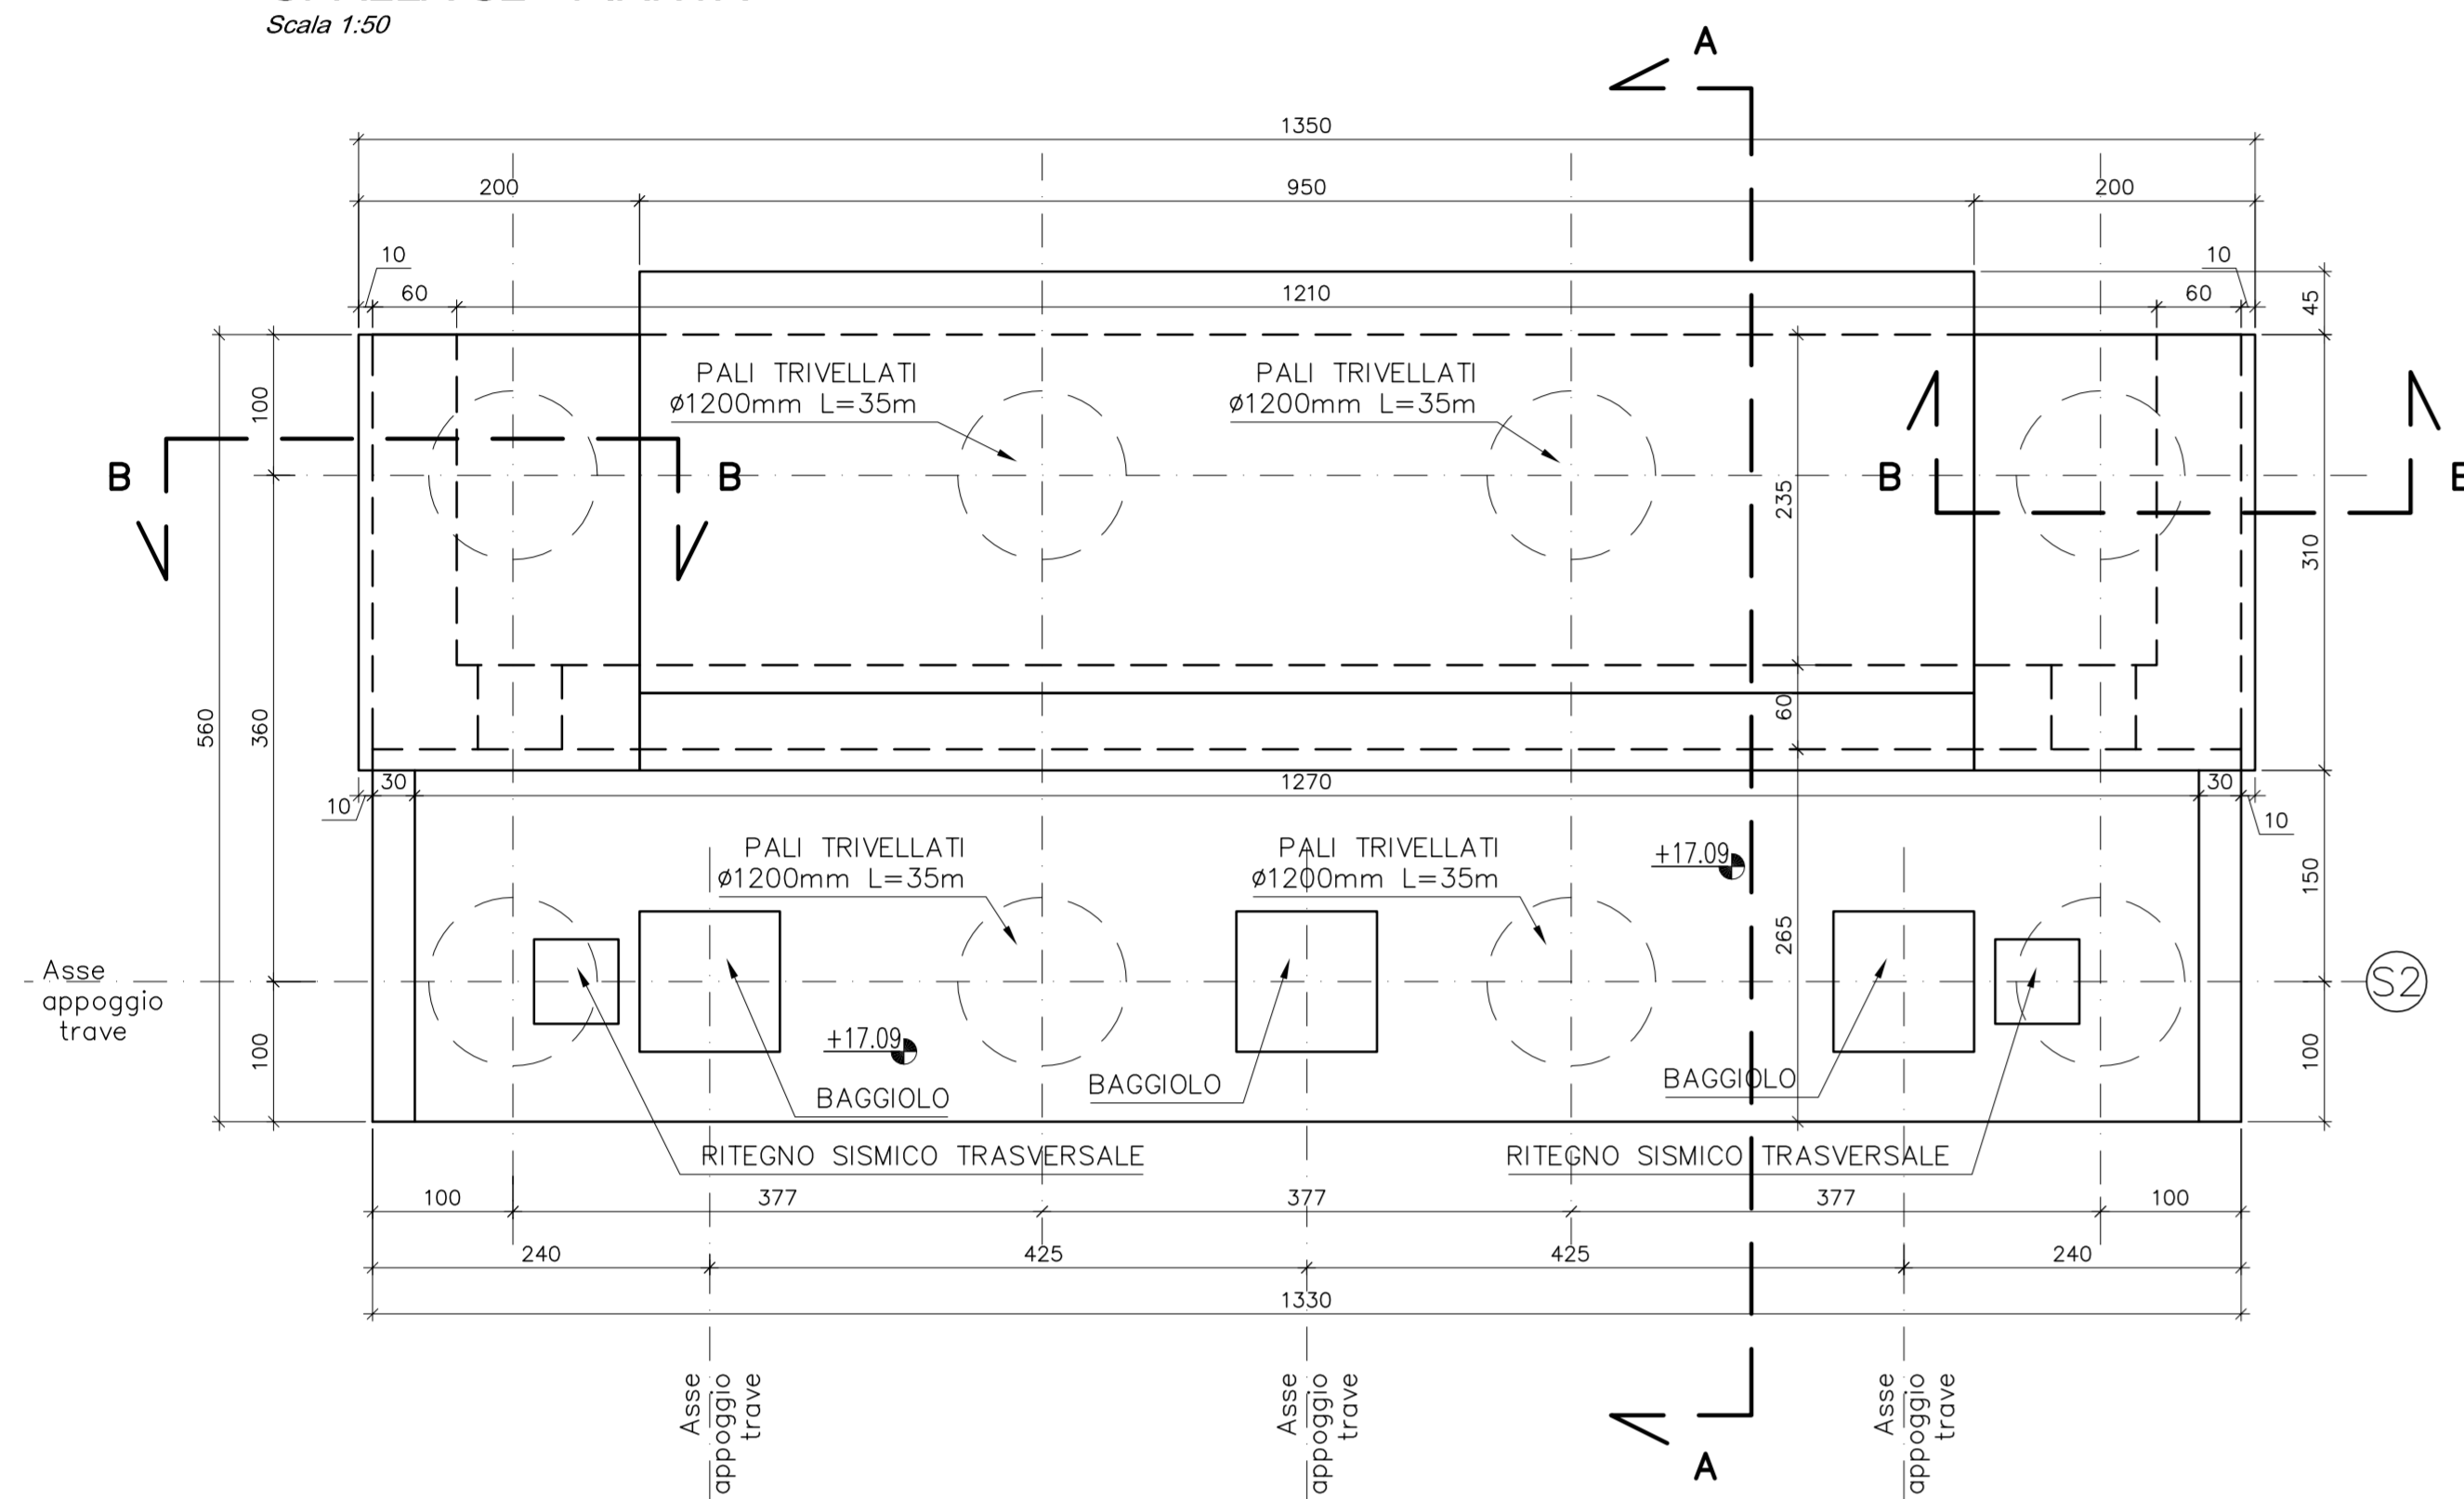 Scala 1:50
A
1350
200
950
200
10
10
60
1210
60
45
PALI TRIVELLATI
ø1200mm L=35m
PALI TRIVELLATI
ø1200mm L=35m
100
B
B
B
235
310
560
360
60
30
1270
30
10
10
PALI TRIVELLATI
ø1200mm L=35m
PALI TRIVELLATI
ø1200mm L=35m
+17.09
150
265
Asse
appoggio
trave
S2
+17.09
100
100
BAGGIOLO
BAGGIOLO
BAGGIOLO
RITEGNO SISMICO TRASVERSALE
RITEGNO SISMICO TRASVERSALE
100
377
377
377
100
240
425
425
240
1330
Asse
appoggio
trave
Asse
appoggio
trave
Asse
appoggio
trave
A